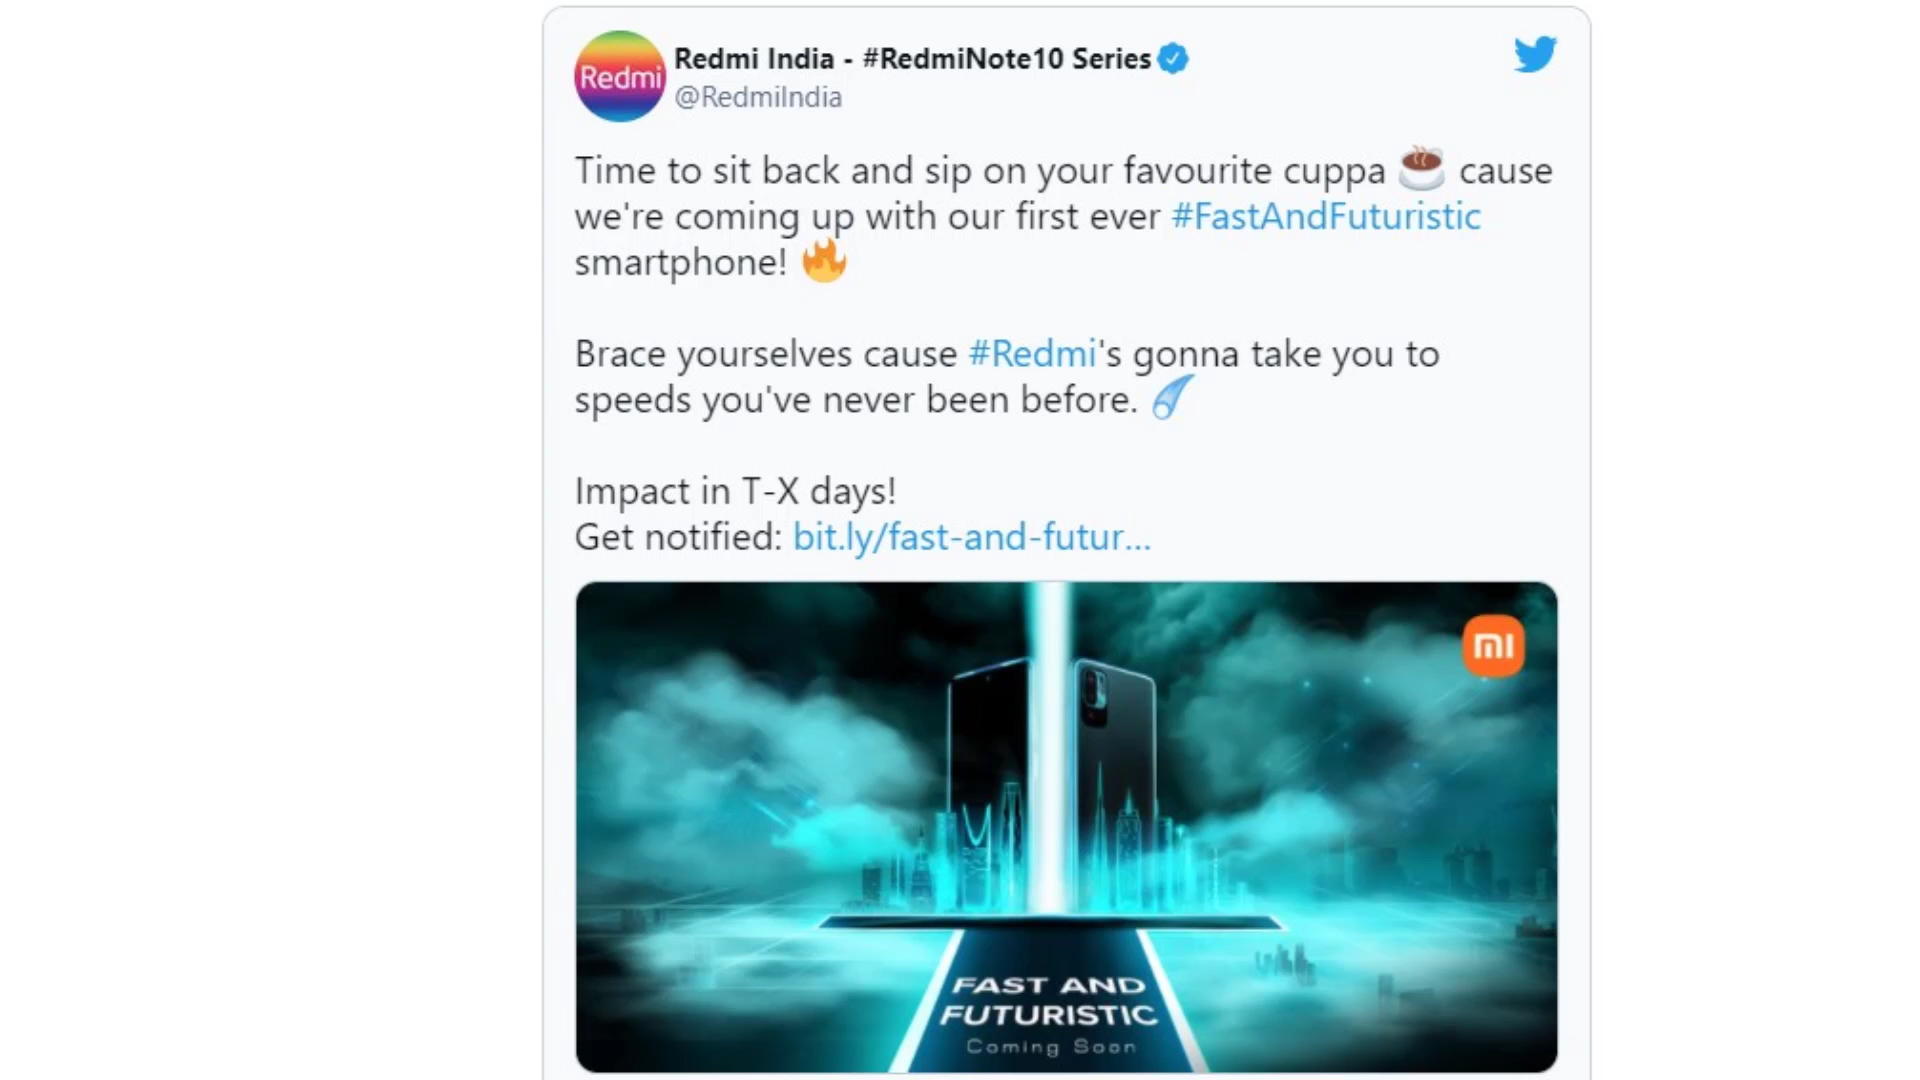 Redmi
Redmi India - #RedmiNote10 Series
@RedmiIndia
Time to sit back and sip on your favourite cuppa ☕ cause
we're coming up with our first ever #FastAndFuturistic
smartphone! 🔥
Brace yourselves cause #Redmi's gonna take you to
speeds you've never been before. ☄️
Impact in T-X days!
Get notified: bit.ly/fast-and-futur...
mi
FAST AND
FUTURISTIC
Coming Soon